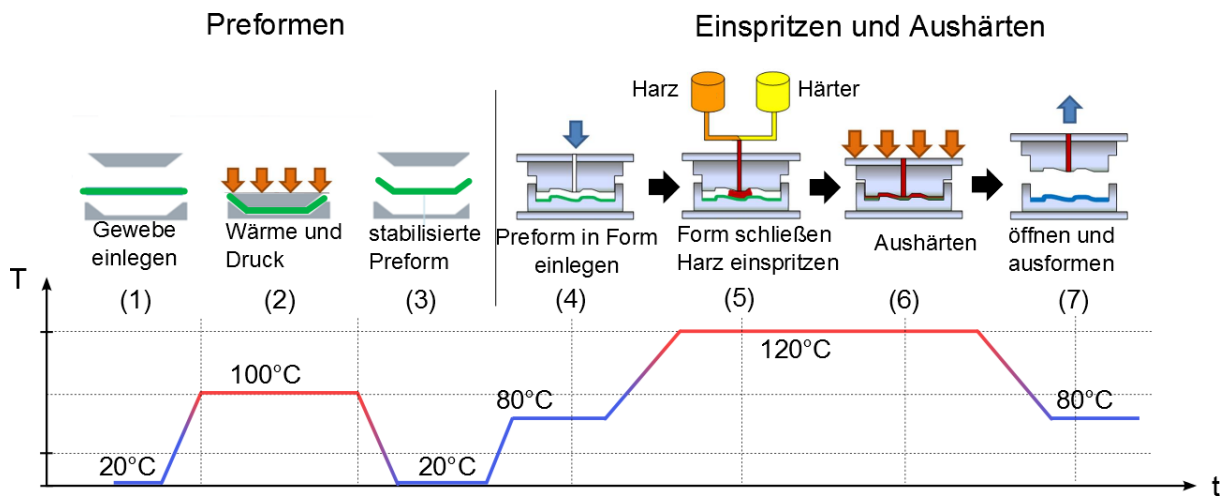 Preformen
Einspritzen und Aushärten
Harz
Härter
Gewebe
einlegen
Wärme und
Druck
stabilisierte
Preform
Preform in Form
einlegen
Form schließen
Harz einspritzen
Aushärten
öffnen und
ausformen
(1)
(2)
(3)
(4)
(5)
(6)
(7)
T
20°C
100°C
20°C
80°C
120°C
80°C
t